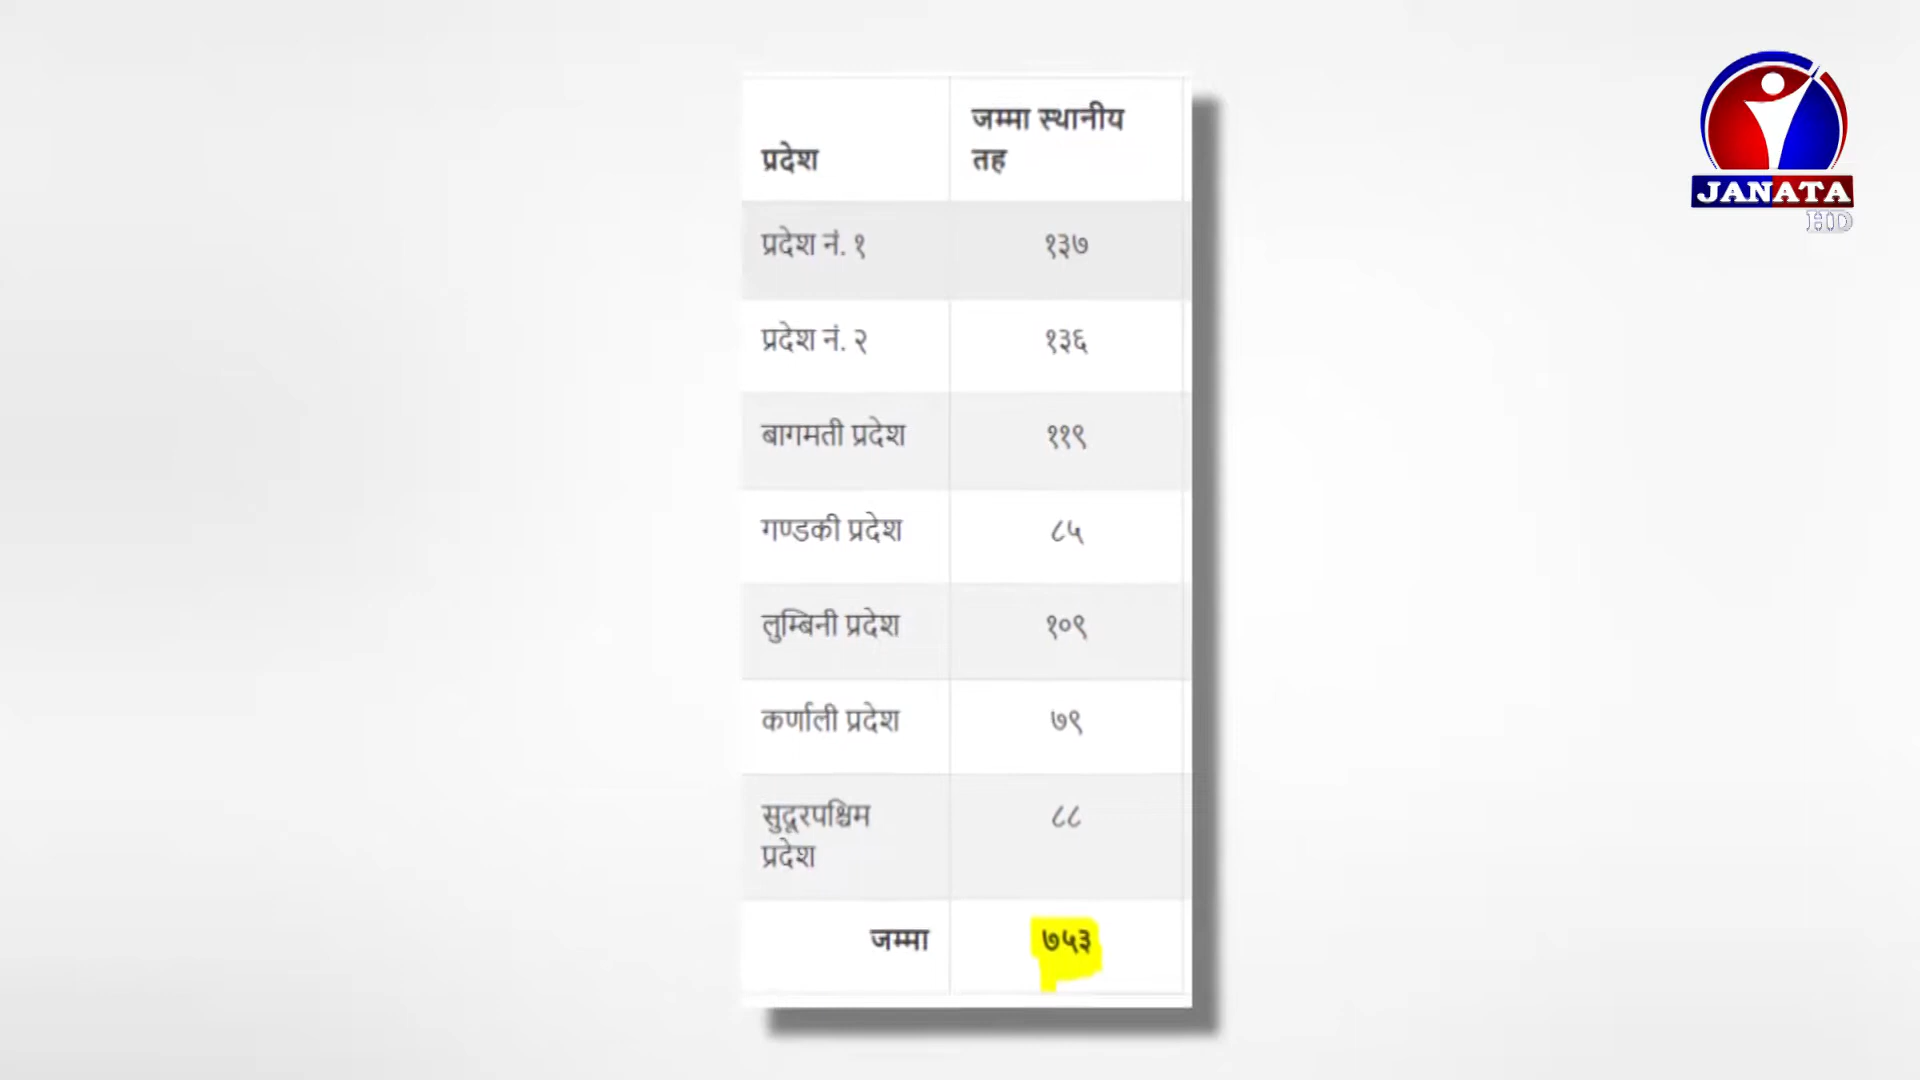 प्रदेश
जम्मा स्थानीय
तह
प्रदेश नं. १ १३७
प्रदेश नं. २ १३६
बागमती प्रदेश ११९
गण्डकी प्रदेश ८५
लुम्बिनी प्रदेश १०९
कर्णाली प्रदेश ७९
सुदूरपश्चिम ८८
प्रदेश
जम्मा ७५३
JANATA
HD